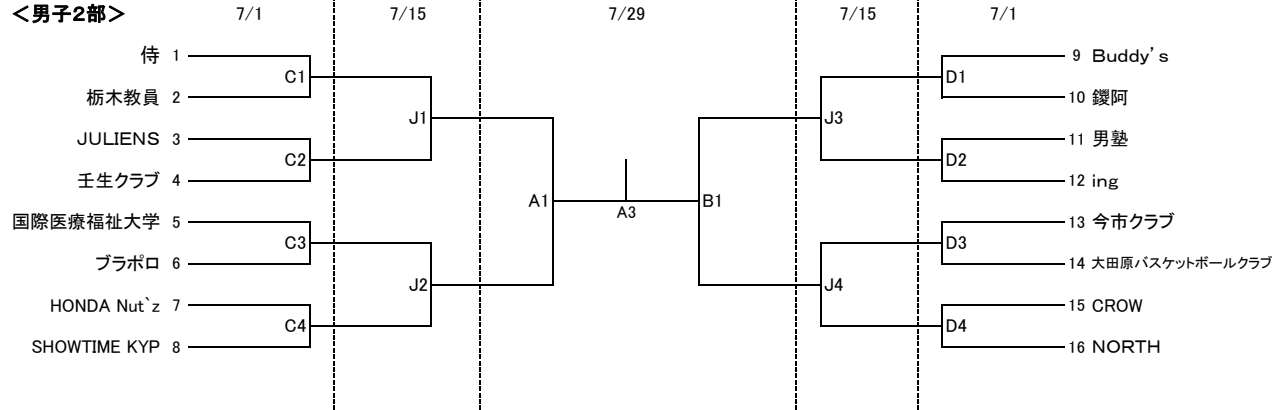 ＜男子2部＞ 7/1 7/15 7/29 7/15 7/1
侍 1
9 Buddy’s
C1
D1
栃木教員 2
10 鑁阿
J1
J3
JULIENS 3
11 男塾
C2
D2
壬生クラブ 4
12 ing
A1
A3
B1
国際医療福祉大学 5
13 今市クラブ
C3
D3
ブラポロ 6
14 大田原バスケットボールクラブ
J2
J4
HONDA Nut`z 7
15 CROW
C4
D4
SHOWTIME KYP 8
16 NORTH